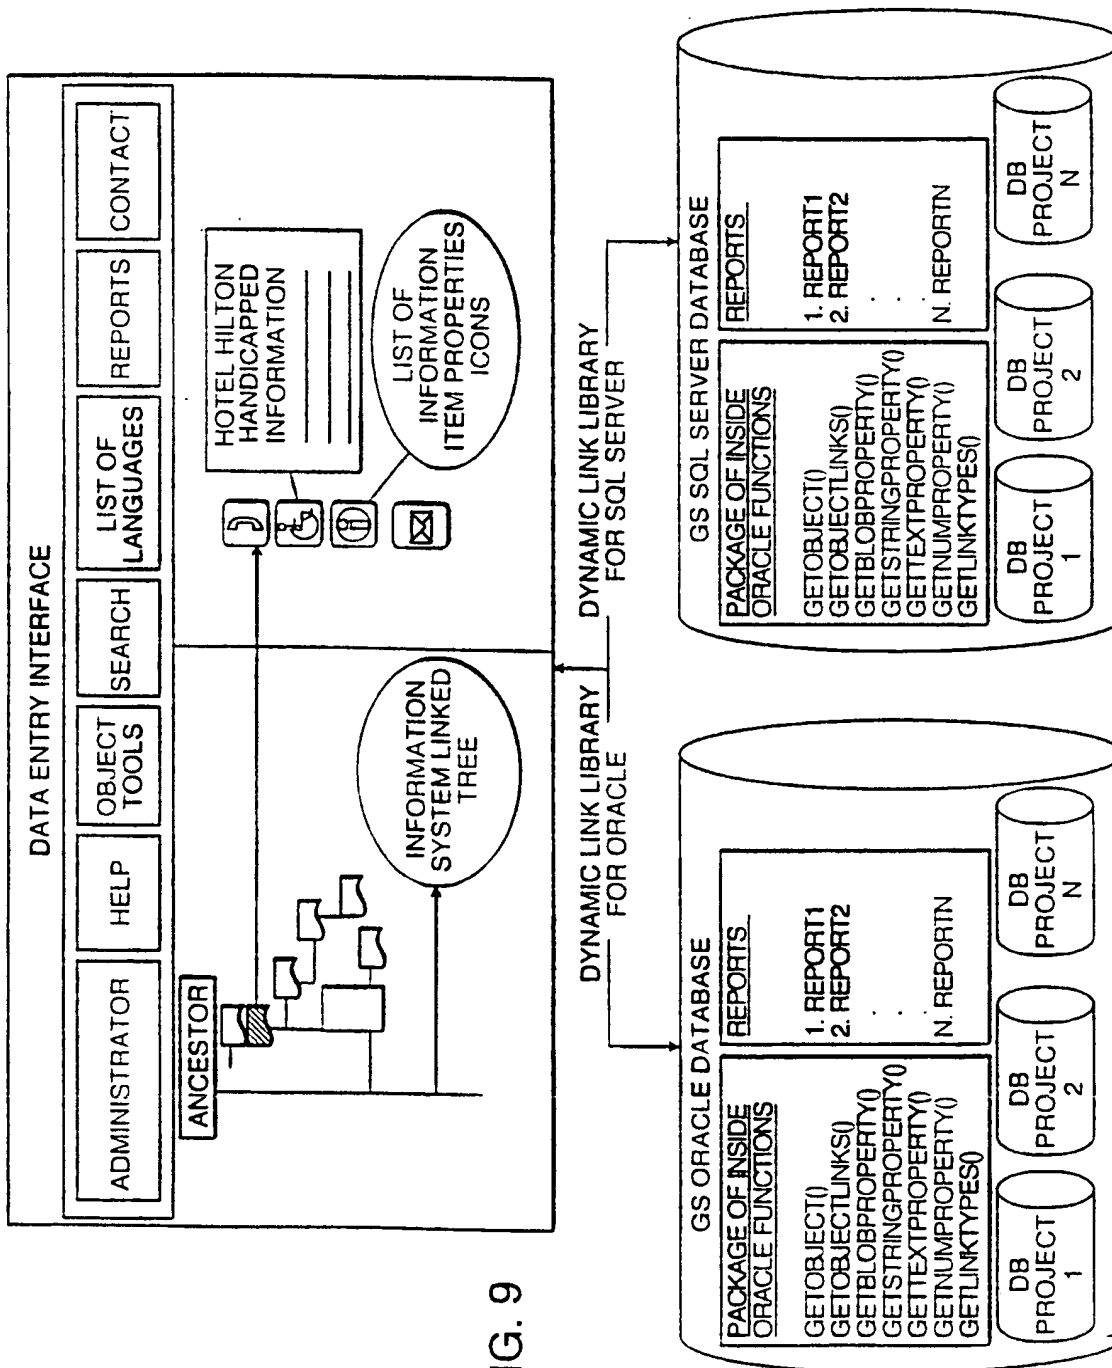 DATA ENTRY INTERFACE
ADMINISTRATOR
HELP
OBJECT
TOOLS
SEARCH
LIST OF
LANGUAGES
REPORTS
CONTACT
ANCESTOR
INFORMATION
SYSTEM LINKED
TREE
HOTEL HILTON
HANDICAPPED
INFORMATION
LIST OF
INFORMATION
ITEM PROPERTIES
ICONS
DYNAMIC LINK LIBRARY
FOR ORACLE
DYNAMIC LINK LIBRARY
FOR SQL SERVER
GS ORACLE DATABASE
PACKAGE OF INSIDE
ORACLE FUNCTIONS
GETOBJECT()
GETOBJECTLINKS()
GETBLOBPROPERTY()
GETSTRINGPROPERTY()
GETTEXTPROPERTY()
GETNUMPROPERTY()
GETLINKTYPES()
REPORTS
1. REPORT1
2. REPORT2
. . .
N. REPORTN
DB
PROJECT
1
DB
PROJECT
2
DB
PROJECT
N
GS SQL SERVER DATABASE
PACKAGE OF INSIDE
ORACLE FUNCTIONS
GETOBJECT()
GETOBJECTLINKS()
GETBLOBPROPERTY()
GETSTRINGPROPERTY()
GETTEXTPROPERTY()
GETNUMPROPERTY()
GETLINKTYPES()
REPORTS
1. REPORT1
2. REPORT2
. . .
N. REPORTN
DB
PROJECT
1
DB
PROJECT
2
DB
PROJECT
N
IG. 9